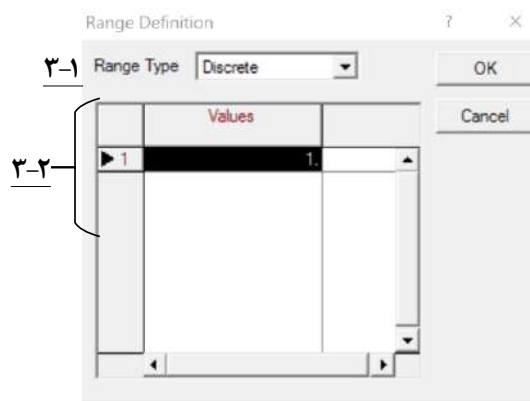 Range Definition ? ×
۳-۱ Range Type Discrete OK
Cancel
Values
۳-۲
1 1.